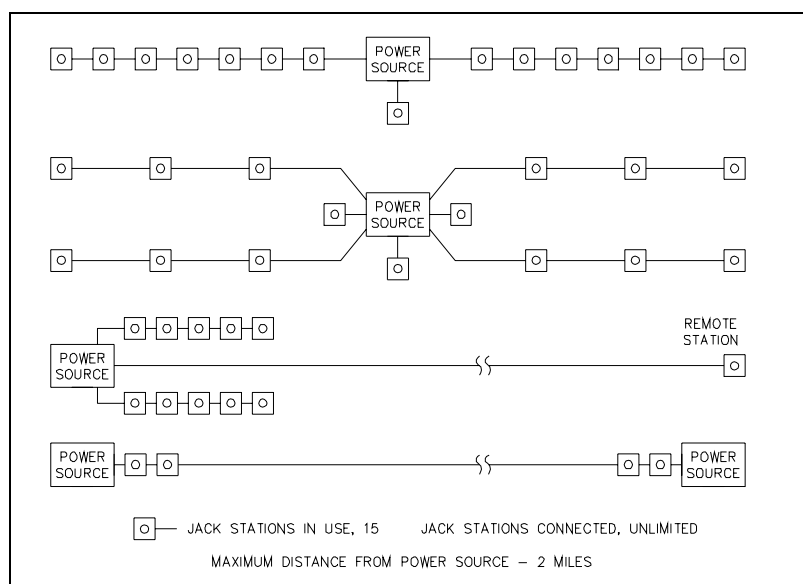 POWER
SOURCE
POWER
SOURCE
REMOTE
STATION
POWER
SOURCE
POWER
SOURCE
POWER
SOURCE
JACK STATIONS IN USE, 15 JACK STATIONS CONNECTED, UNLIMITED
MAXIMUM DISTANCE FROM POWER SOURCE – 2 MILES